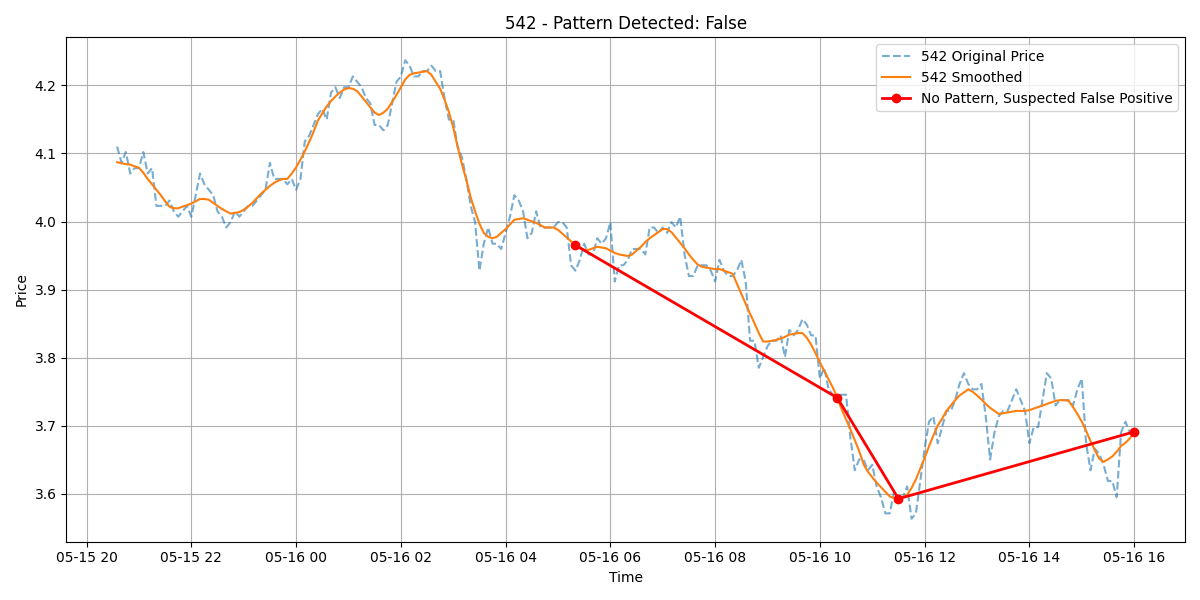 542 - Pattern Detected: False
542 Original Price
542 Smoothed
No Pattern, Suspected False Positive
Price
4.2
4.1
4.0
3.9
3.8
3.7
3.6
05-15 20 05-15 22 05-16 00 05-16 02 05-16 04 05-16 06 05-16 08 05-16 10 05-16 12 05-16 14 05-16 16
Time